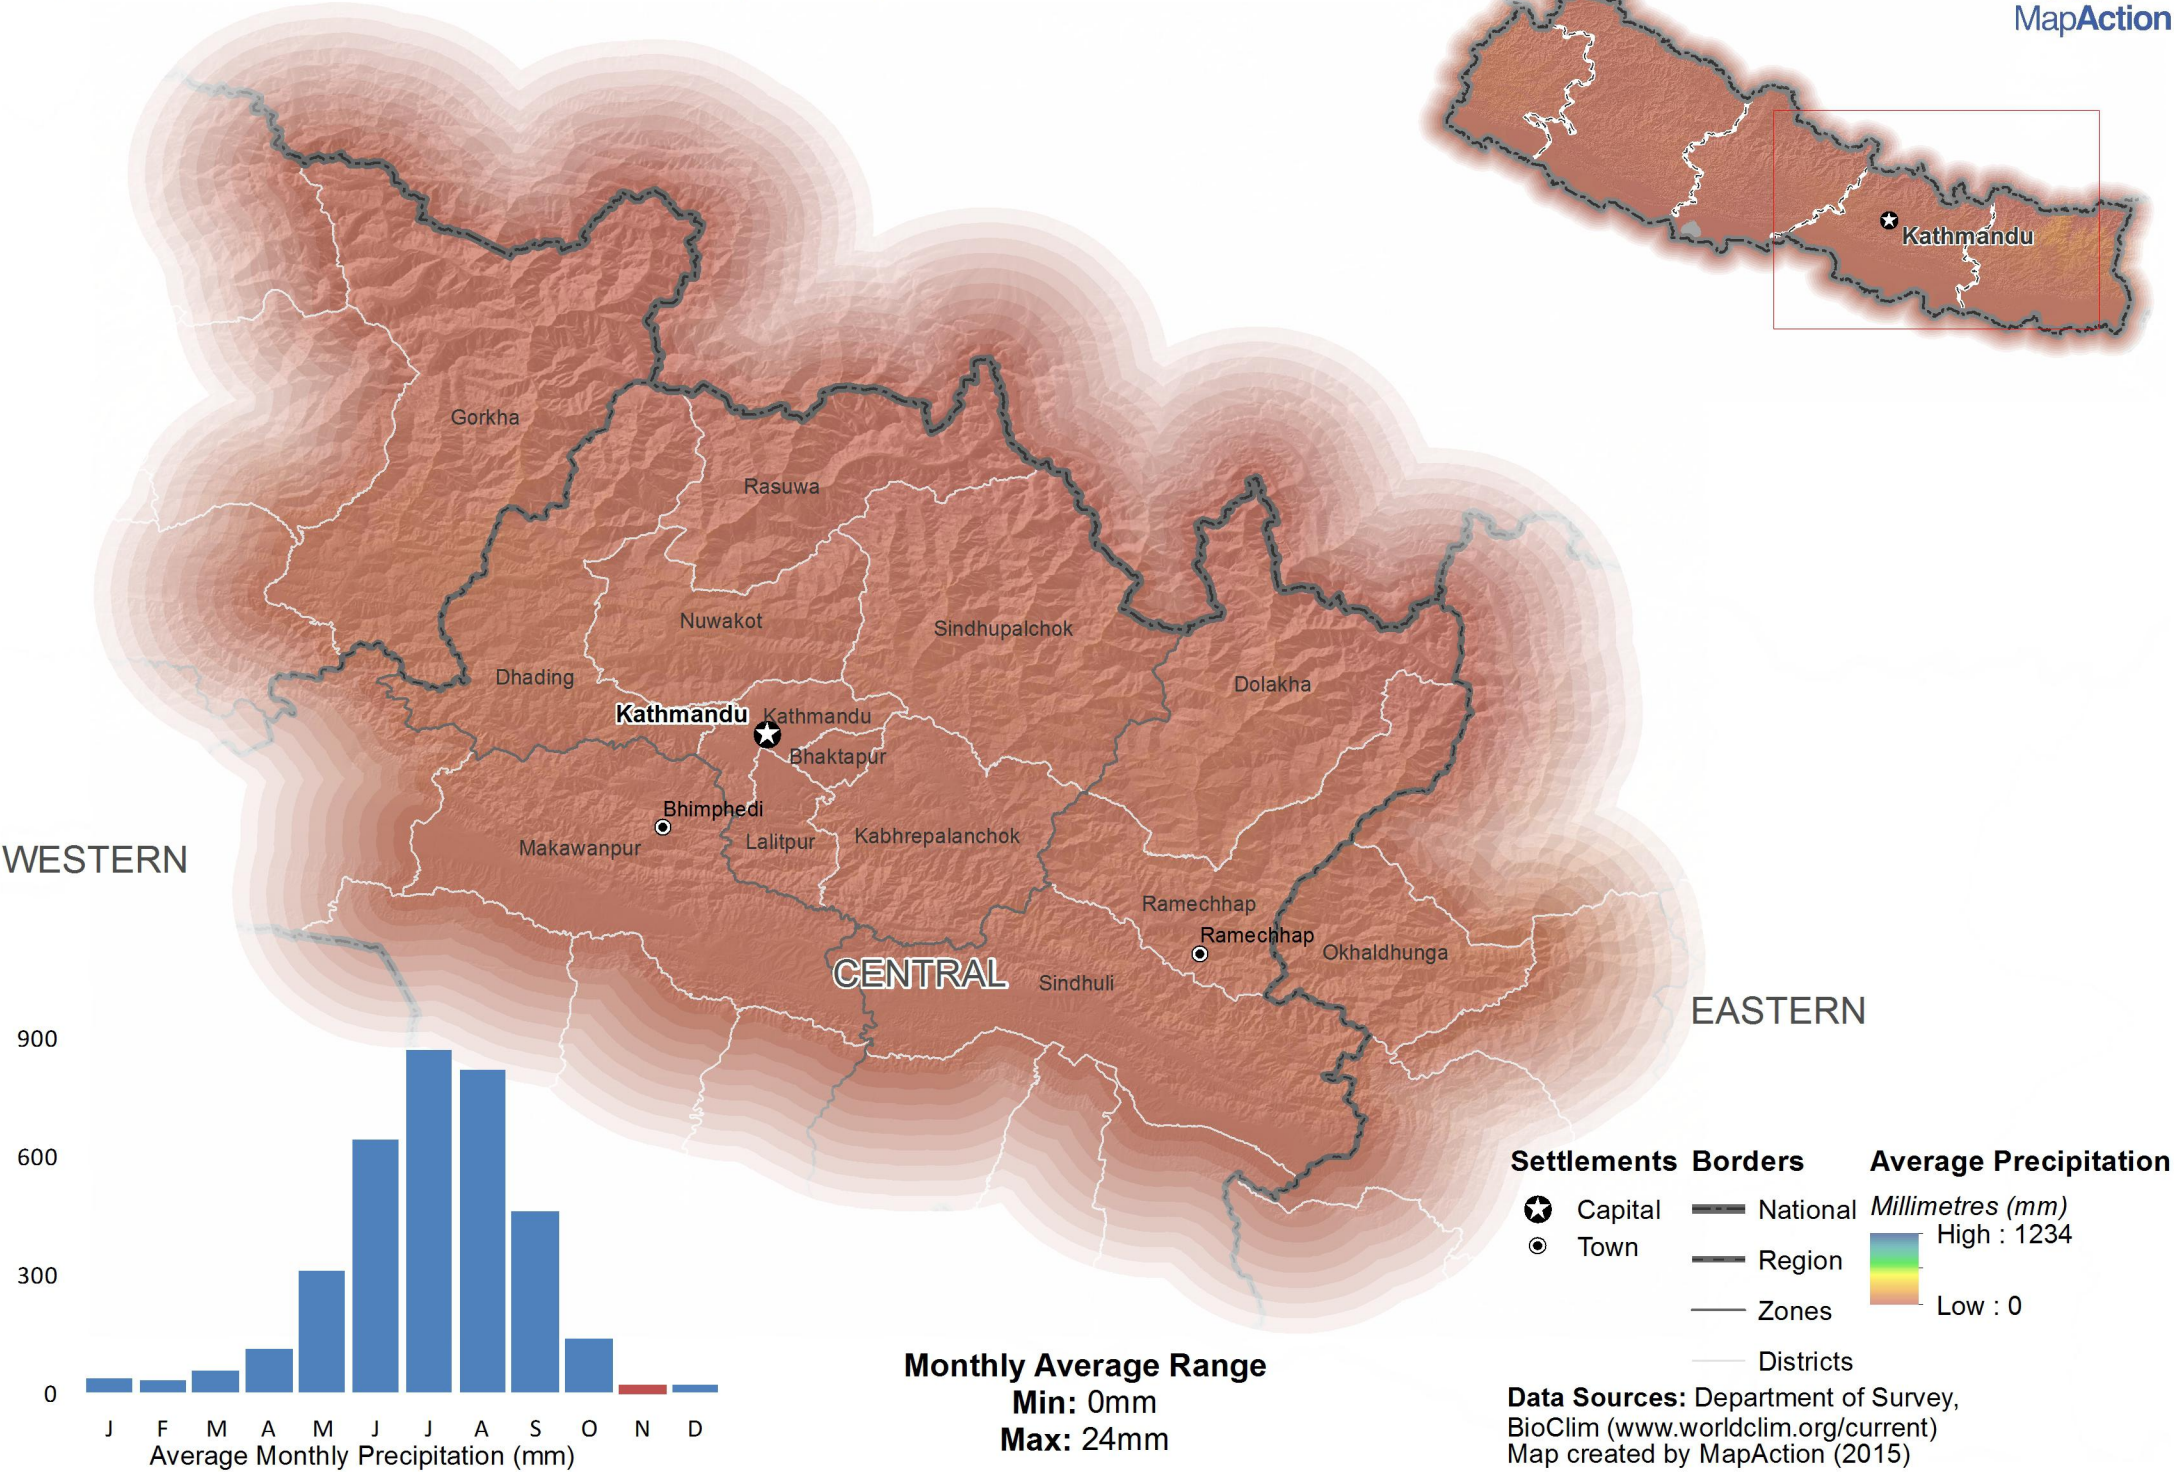 MapAction
Kathmandu
Gorkha
Rasuwa
Nuwakot
Sindhupalchok
Dhading
Dolakha
Kathmandu
Kathmandu
Bhaktapur
Bhimphedi
Makawanpur
Lalitpur
Kabhrepalanchok
WESTERN
Ramechhap
Ramechhap
Okhaldhunga
CENTRAL
Sindhuli
EASTERN
900
600
300
0
J F M A M J J A S O N D
Average Monthly Precipitation (mm)
Monthly Average Range
Min: 0mm
Max: 24mm
Settlements
Capital
Town
Borders
National
Region
Zones
Districts
Average Precipitation
Millimetres (mm)
High : 1234
Low : 0
Data Sources: Department of Survey,
BioClim (www.worldclim.org/current)
Map created by MapAction (2015)